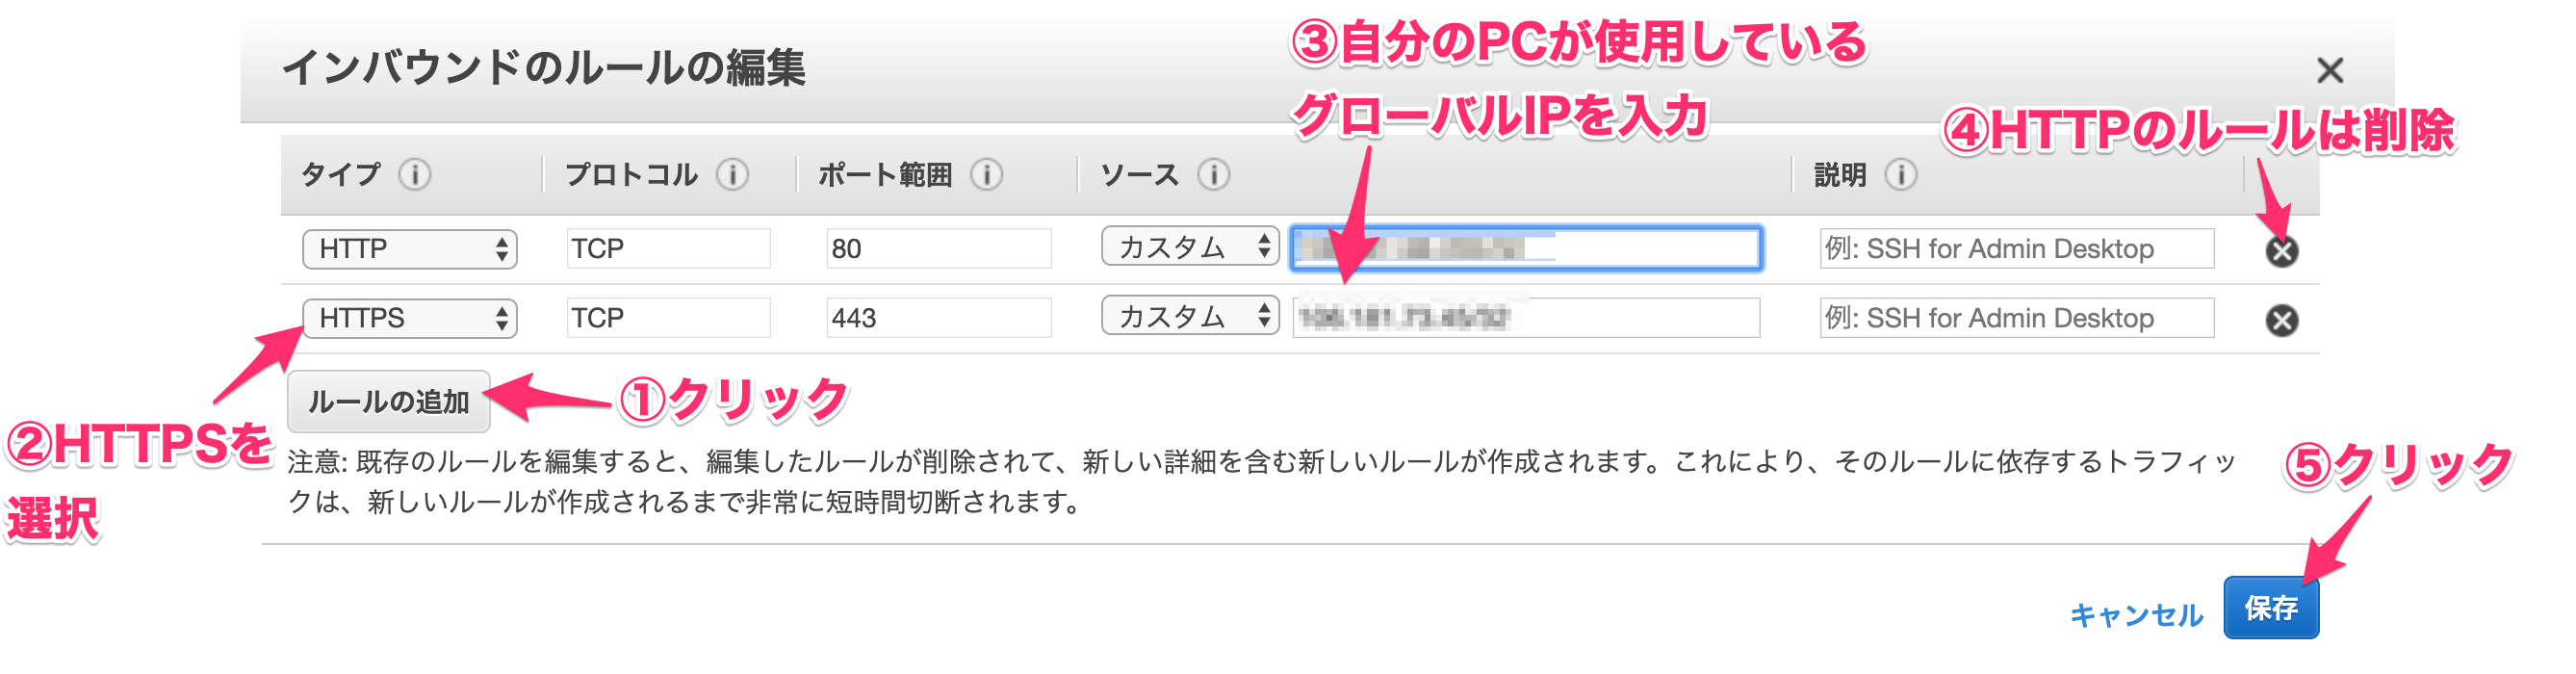 ③自分のPCが使用している
グローバルIPを入力
インバウンドのルールの編集
④HTTPのルールは削除
タイプ プロトコル ポート範囲 ソース 説明
HTTP TCP 80 カスタム 例: SSH for Admin Desktop
HTTPS TCP 443 カスタム 例: SSH for Admin Desktop
ルールの追加
①クリック
②HTTPSを
選択
注意: 既存のルールを編集すると、編集したルールが削除されて、新しい詳細を含む新しいルールが作成されます。これにより、そのルールに依存するトラフィッ
クは、新しいルールが作成されるまで非常に短時間切断されます。
⑤クリック
キャンセル 保存